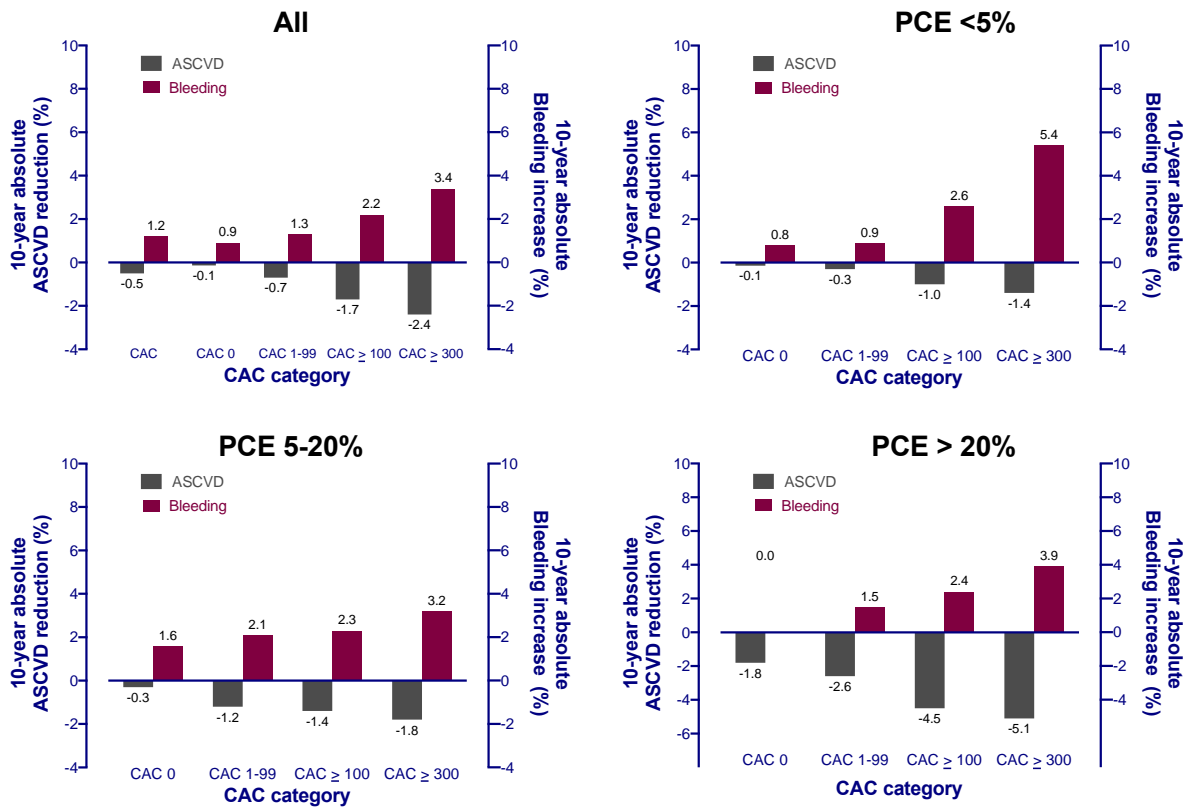 All
10-year absolute
ASCVD reduction (%)
10
8
6
4
2
0
-2
-4
ASCVD
Bleeding
1.2
0.9
1.3
2.2
3.4
-0.5
-0.1
-0.7
-1.7
-2.4
CAC
CAC 0
CAC 1-99
CAC ≥ 100
CAC ≥ 300
CAC category
10
8
6
4
2
0
-2
-4
10-year absolute
Bleeding increase (%)
PCE <5%
10-year absolute
ASCVD reduction (%)
10
8
6
4
2
0
-2
-4
ASCVD
Bleeding
0.8
0.9
2.6
5.4
-0.1
-0.3
-1.0
-1.4
CAC 0
CAC 1-99
CAC ≥ 100
CAC ≥ 300
CAC category
10
8
6
4
2
0
-2
-4
10-year absolute
Bleeding increase (%)
PCE 5-20%
10-year absolute
ASCVD reduction (%)
10
8
6
4
2
0
-2
-4
ASCVD
Bleeding
1.6
2.1
2.3
3.2
-0.3
-1.2
-1.4
-1.8
CAC 0
CAC 1-99
CAC ≥ 100
CAC ≥ 300
CAC category
10
8
6
4
2
0
-2
-4
10-year absolute
Bleeding increase (%)
PCE > 20%
10-year absolute
ASCVD reduction (%)
10
8
6
4
2
0
-2
-4
-6
ASCVD
Bleeding
0.0
1.5
2.4
3.9
-1.8
-2.6
-4.5
-5.1
CAC 0
CAC 1-99
CAC ≥ 100
CAC ≥ 300
CAC category
10
8
6
4
2
0
-2
-4
10-year absolute
Bleeding increase (%)